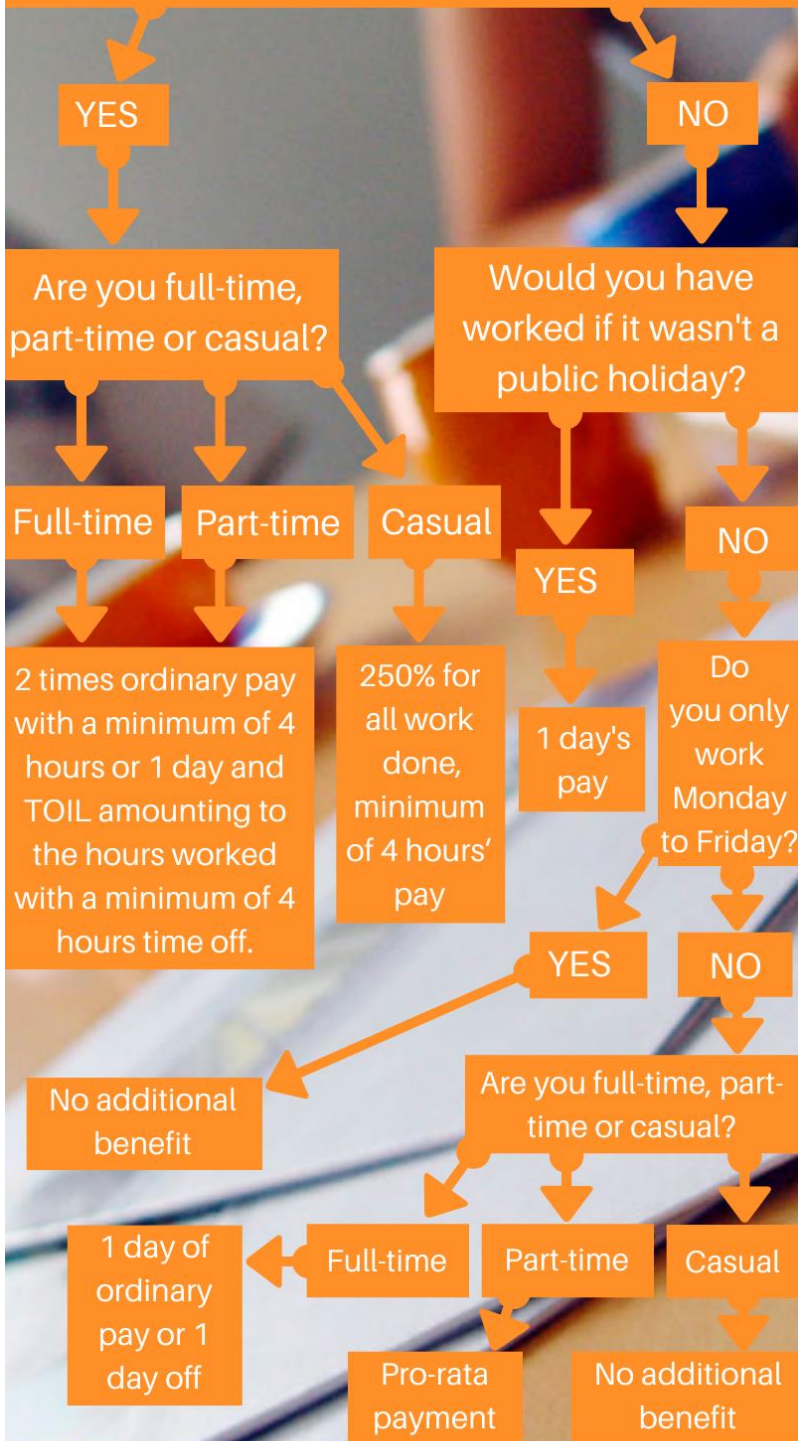 YES
NO
Are you full-time,
part-time or casual?
Would you have
worked if it wasn't a
public holiday?
Full-time
Part-time
Casual
YES
NO
2 times ordinary pay
with a minimum of 4
hours or 1 day and
TOIL amounting to
the hours worked
with a minimum of 4
hours time off.
250% for
all work
done,
minimum
of 4 hours’
pay
1 day's
pay
Do
you only
work
Monday
to Friday?
YES
NO
No additional
benefit
Are you full-time, part-
time or casual?
Full-time
Part-time
Casual
1 day of
ordinary
pay or 1
day off
Pro-rata
payment
No additional
benefit